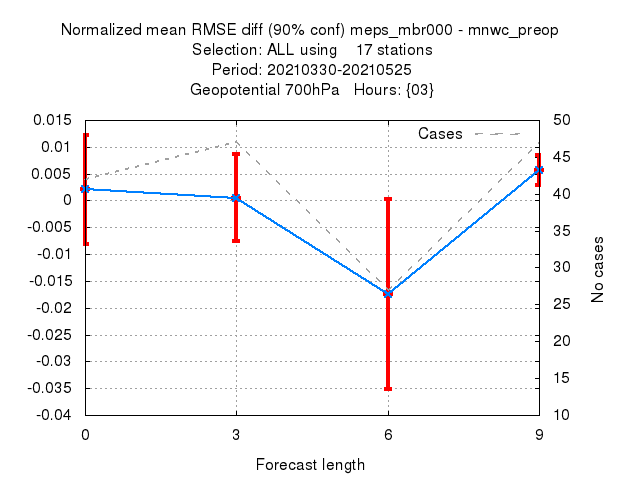 Normalized mean RMSE diff (90% conf) meps_mbr000 - mnwc_preop
Selection: ALL using 17 stations
Period: 20210330-20210525
Geopotential 700hPa Hours: {03}
Cases
0.015
0.01
0.005
0
-0.005
-0.01
-0.015
-0.02
-0.025
-0.03
-0.035
-0.04
50
45
40
35
30
25
20
15
10
No cases
0 3 6 9
Forecast length